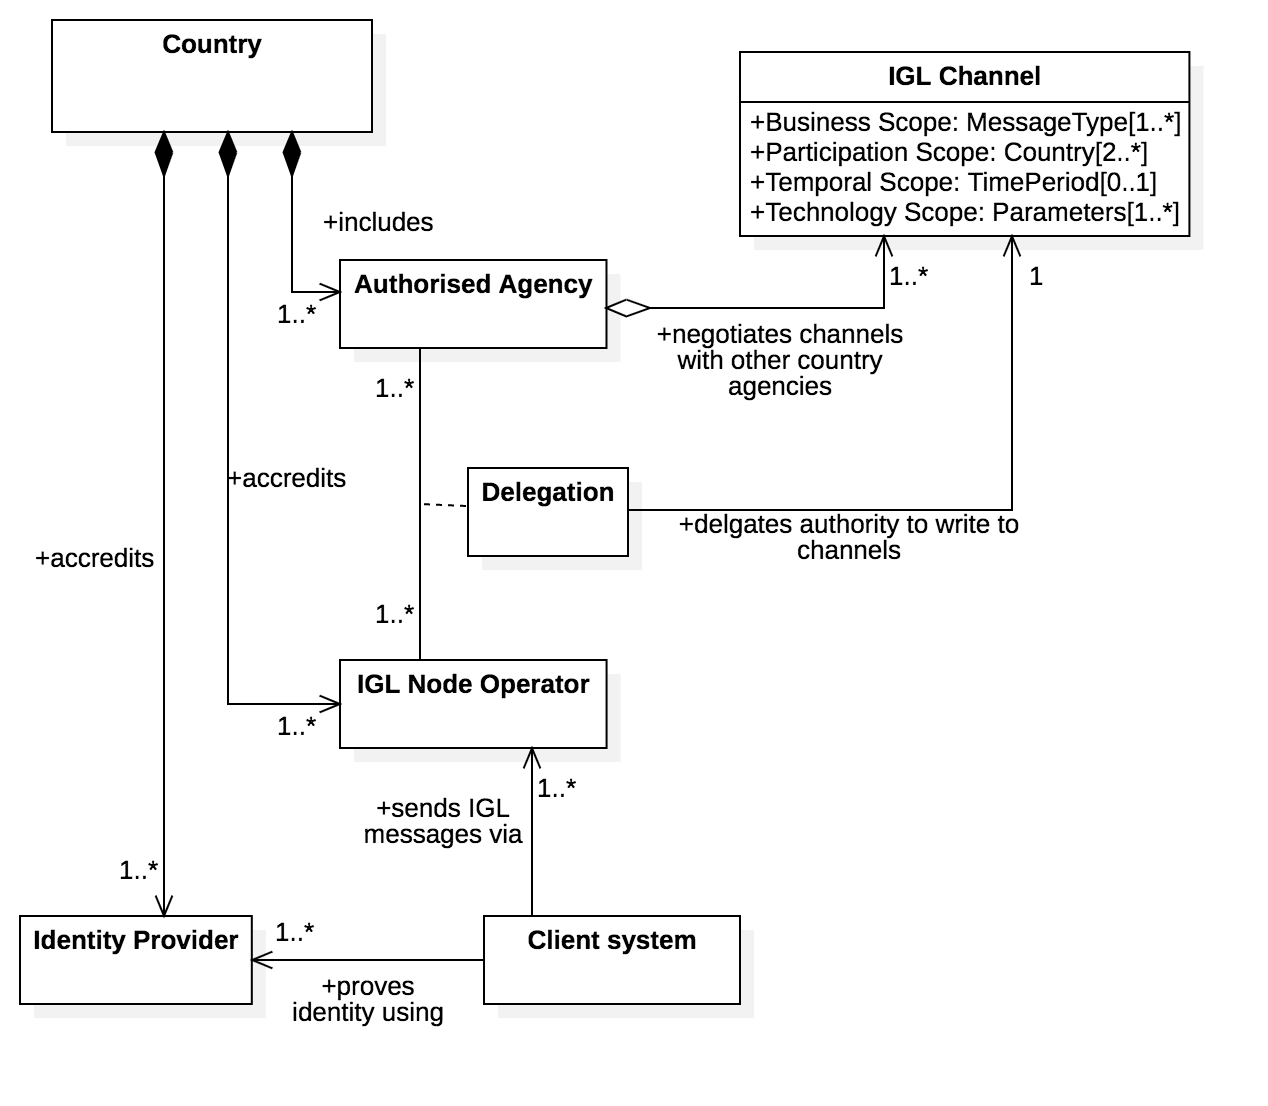 Country
IGL Channel
+Business Scope: MessageType[1..*]
+Participation Scope: Country[2..*]
+Temporal Scope: TimePeriod[0..1]
+Technology Scope: Parameters[1..*]
+includes
1..*
Authorised Agency
1..*
1
+negotiates channels
with other country
agencies
1..*
+accredits
Delegation
+delgates authority to write to
channels
+accredits
1..*
IGL Node Operator
1..*
1..*
+sends IGL
messages via
1..*
Identity Provider
1..*
Client system
+proves
identity using